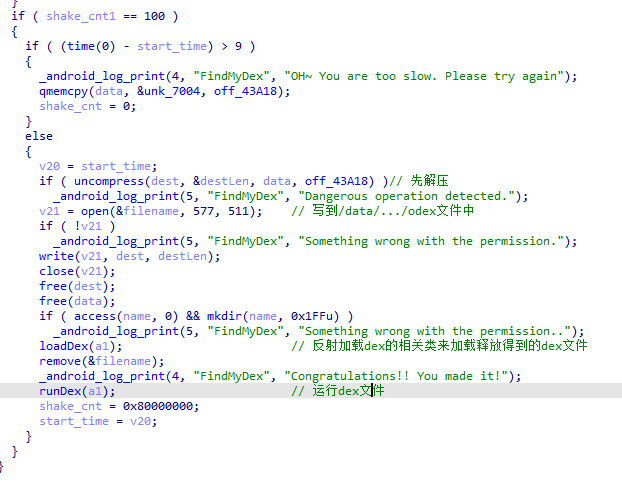 }
if ( shake_cnt1 == 100 )
{
if ( (time(0) - start_time) > 9 )
{
_android_log_print(4, "FindMyDex", "OH~ You are too slow. Please try again");
qmemcpy(data, &unk_7004, off_43A18);
shake_cnt = 0;
}
else
{
v20 = start_time;
if ( uncompress(dest, &destLen, data, off_43A18) )// 先解压
_android_log_print(5, "FindMyDex", "Dangerous operation detected.");
v21 = open(&filename, 577, 511); // 写到/data/.../odex文件中
if ( !v21 )
_android_log_print(5, "FindMyDex", "Something wrong with the permission.");
write(v21, dest, destLen);
close(v21);
free(dest);
free(data);
if ( access(name, 0) && mkdir(name, 0x1FFu) )
_android_log_print(5, "FindMyDex", "Something wrong with the permission..");
loadDex(a1); // 反射加载dex的相关类来加载释放得到的dex文件
remove(&filename);
_android_log_print(4, "FindMyDex", "Congratulations!! You made it!");
runDex(a1); // 运行dex文件
shake_cnt = 0x80000000;
start_time = v20;
}
}
}